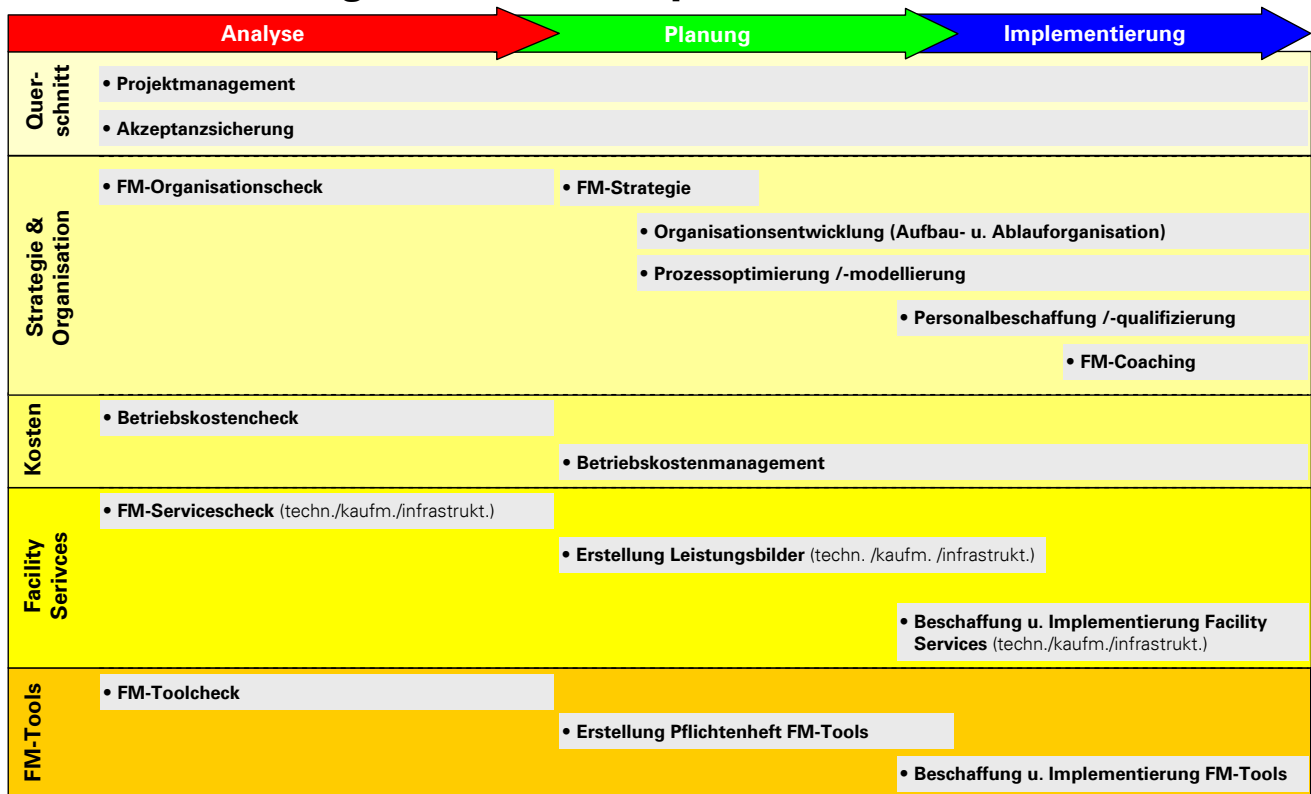 Analyse
Planung
Implementierung
Quer-
schnitt
• Projektmanagement
• Akzeptanzsicherung
Strategie &
Organisation
• FM-Organisationscheck
• FM-Strategie
• Organisationsentwicklung (Aufbau- u. Ablauforganisation)
• Prozessoptimierung /-modellierung
• Personalbeschaffung /-qualifizierung
• FM-Coaching
Kosten
• Betriebskostencheck
• Betriebskostenmanagement
Facility
Serivces
• FM-Servicescheck (techn./kaufm./infrastrukt.)
• Erstellung Leistungsbilder (techn. /kaufm. /infrastrukt.)
• Beschaffung u. Implementierung Facility
Services (techn./kaufm./infrastrukt.)
FM-Tools
• FM-Toolcheck
• Erstellung Pflichtenheft FM-Tools
• Beschaffung u. Implementierung FM-Tools